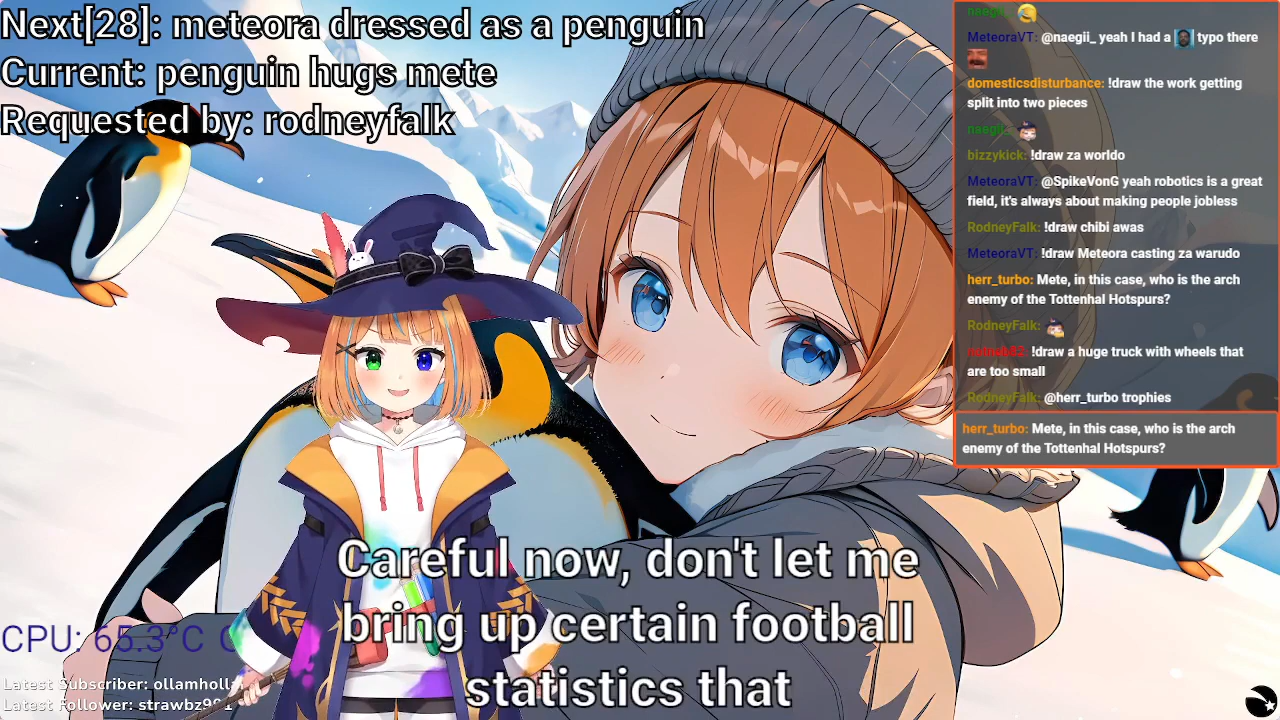 Next[28]: meteora dressed as a penguin
Current: penguin hugs mete
Requested by: rodneyfalk
naegii_:
MeteoraVT: @naegii_ yeah I had a typo there
domesticsdisturbance: !draw the work getting
split into two pieces
naegii_:
bizzykick: !draw za worldo
MeteoraVT: @SpikeVonG yeah robotics is a great
field, it's always about making people jobless
RodneyFalk: !draw chibi awas
MeteoraVT: !draw Meteora casting za warudo
herr_turbo: Mete, in this case, who is the arch
enemy of the Tottenhal Hotspurs?
RodneyFalk:
!draw a huge truck with wheels that
are too small
RodneyFalk: @herr_turbo trophies
herr_turbo: Mete, in this case, who is the arch
enemy of the Tottenhal Hotspurs?
Careful now, don't let me
bring up certain football
statistics that
CPU: 65.3°C
Latest Subscriber:
Latest Follower: